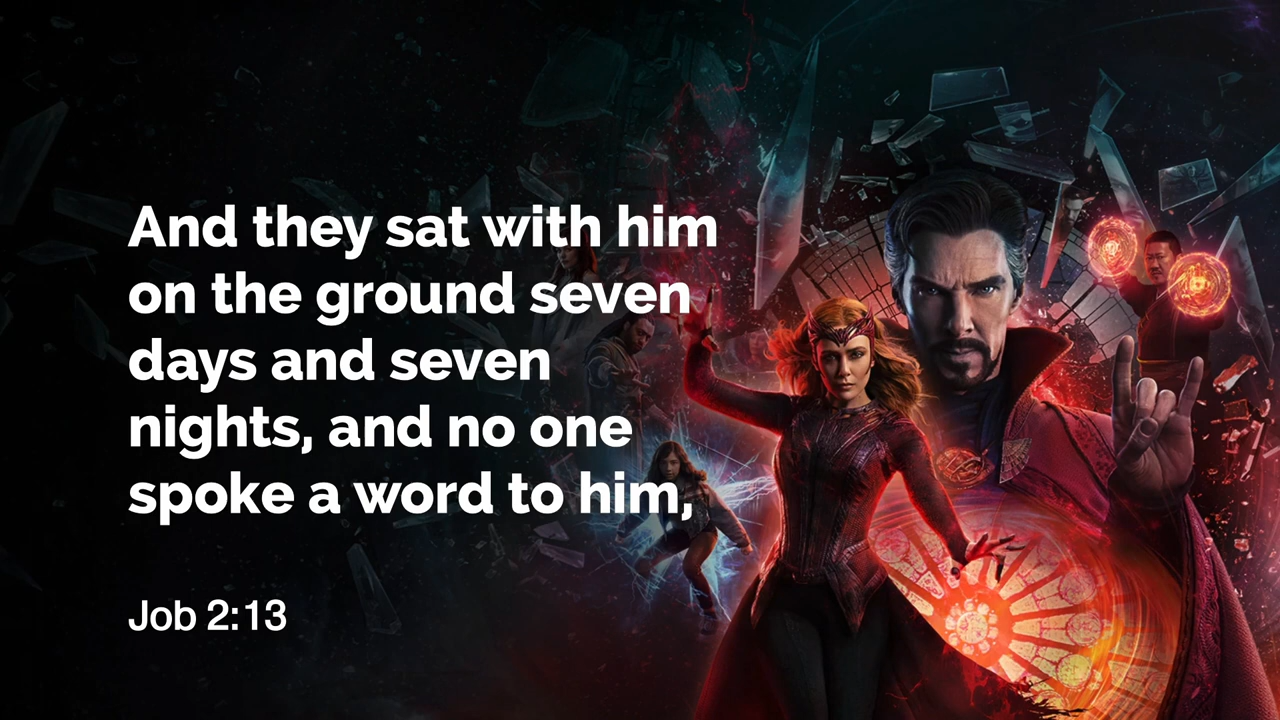 And they sat with him
on the ground seven
days and seven
nights, and no one
spoke a word to him,
Job 2:13